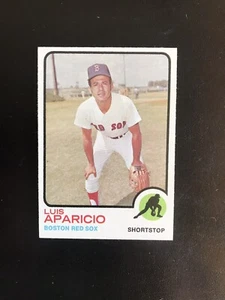 B
RED SOX
LUIS
APARICIO
BOSTON RED SOX
SHORTSTOP